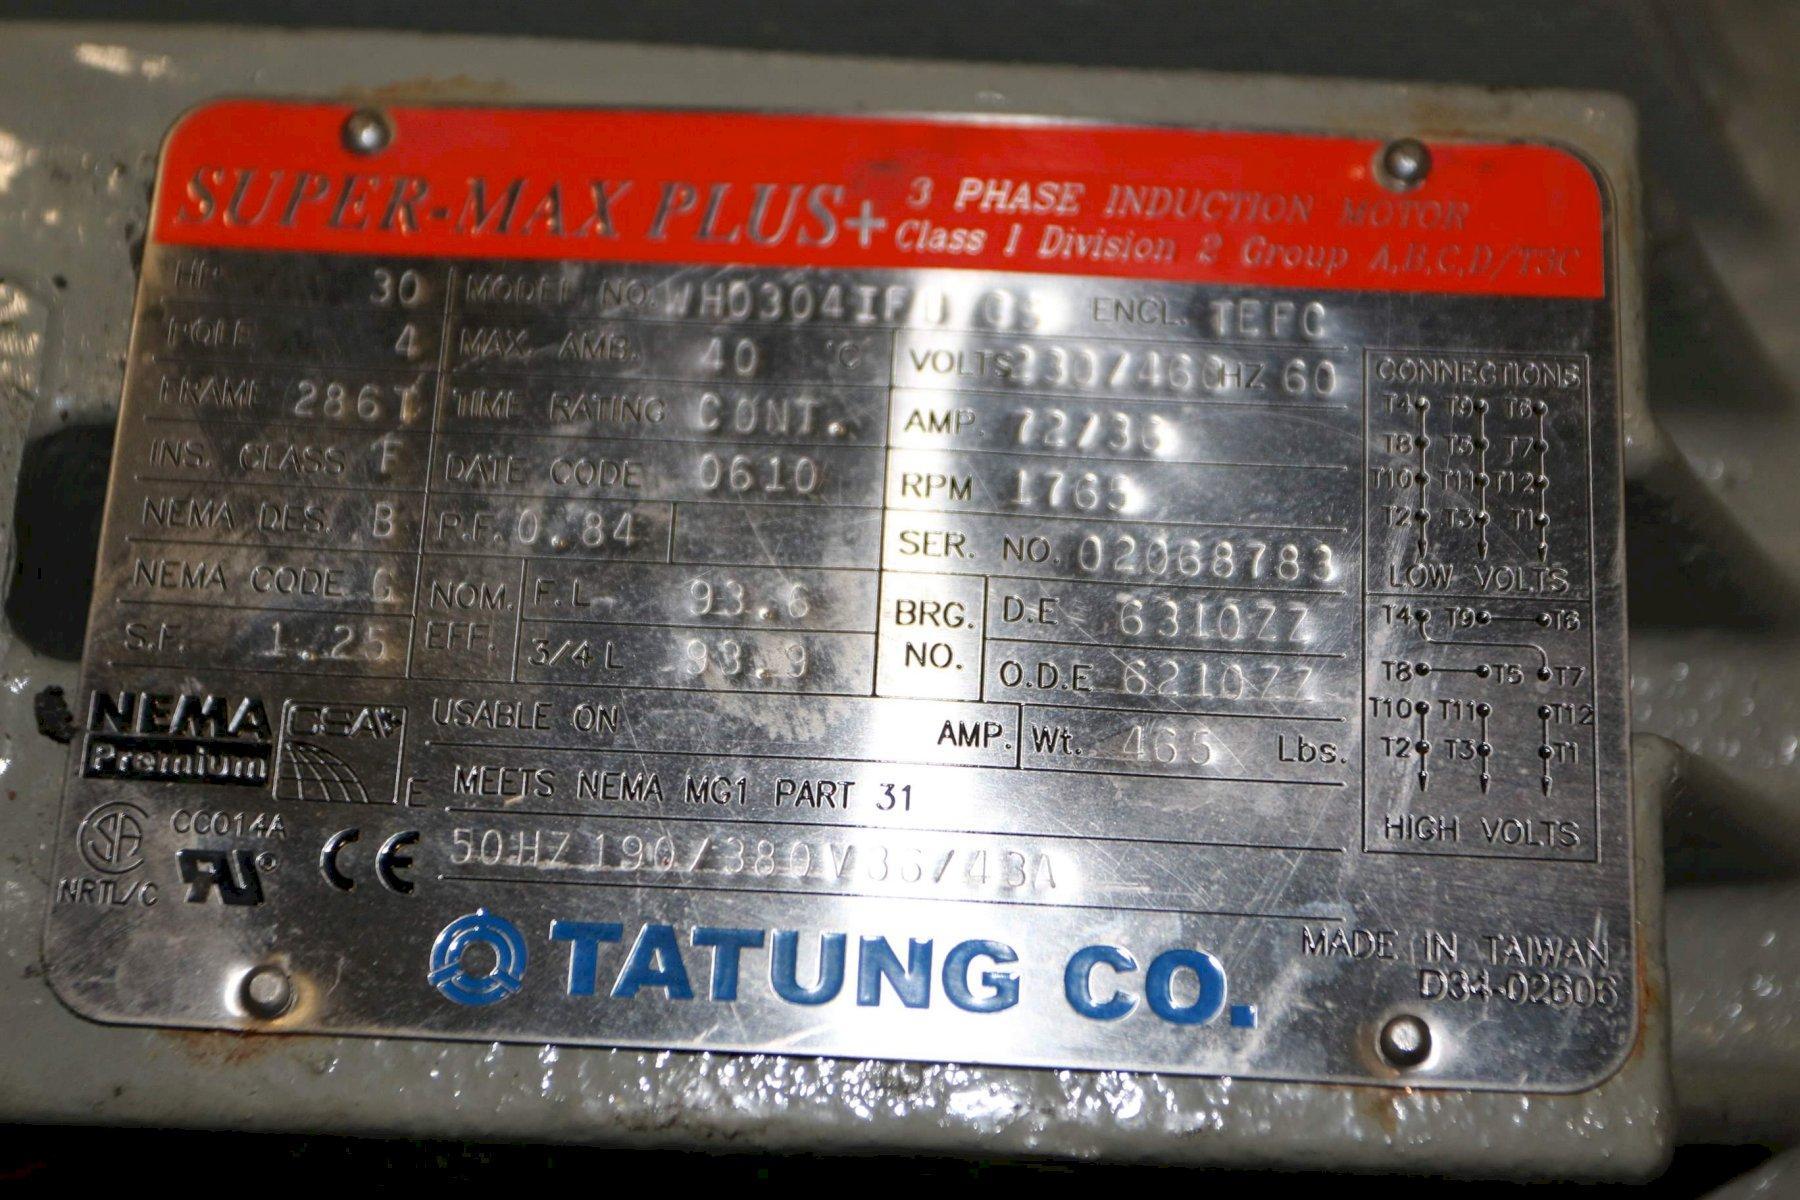 SUPER-MAX PLUS+ 3 PHASE INDUCTION MOTOR
Class I Division 2 Group A,B,C,D/T3C
HP 30 MODEL NO. ENCL. TEFC
POLE 4 MAX. AMB. 40 °C VOLTS 230/460 HZ 60
FRAME 286T TIME RATING CONT. AMP. 72/36
INS. CLASS F DATE CODE 0610 RPM 1765
NEMA DES. B P.F. 0.84 SER. NO. 02068783
NEMA CODE G NOM. EFF. F.L 93.6 BRG. NO. D.E 6310ZZ
S.F. 1.25 3/4 L 93.9 O.D.E 6210ZZ
NEMA Premium CSA USABLE ON AMP. Wt. 465 Lbs.
E MEETS NEMA MG1 PART 31
NRTL/C CC014A CE 50HZ 190/380V
TATUNG CO.
MADE IN TAIWAN
D34-02606
CONNECTIONS
T4 T9 T6
T8 T5 T7
T10 T11 T12
T2 T3 T1
LOW VOLTS
T4 T9 T6
T8 T5 T7
T10 T11 T12
T2 T3 T1
HIGH VOLTS